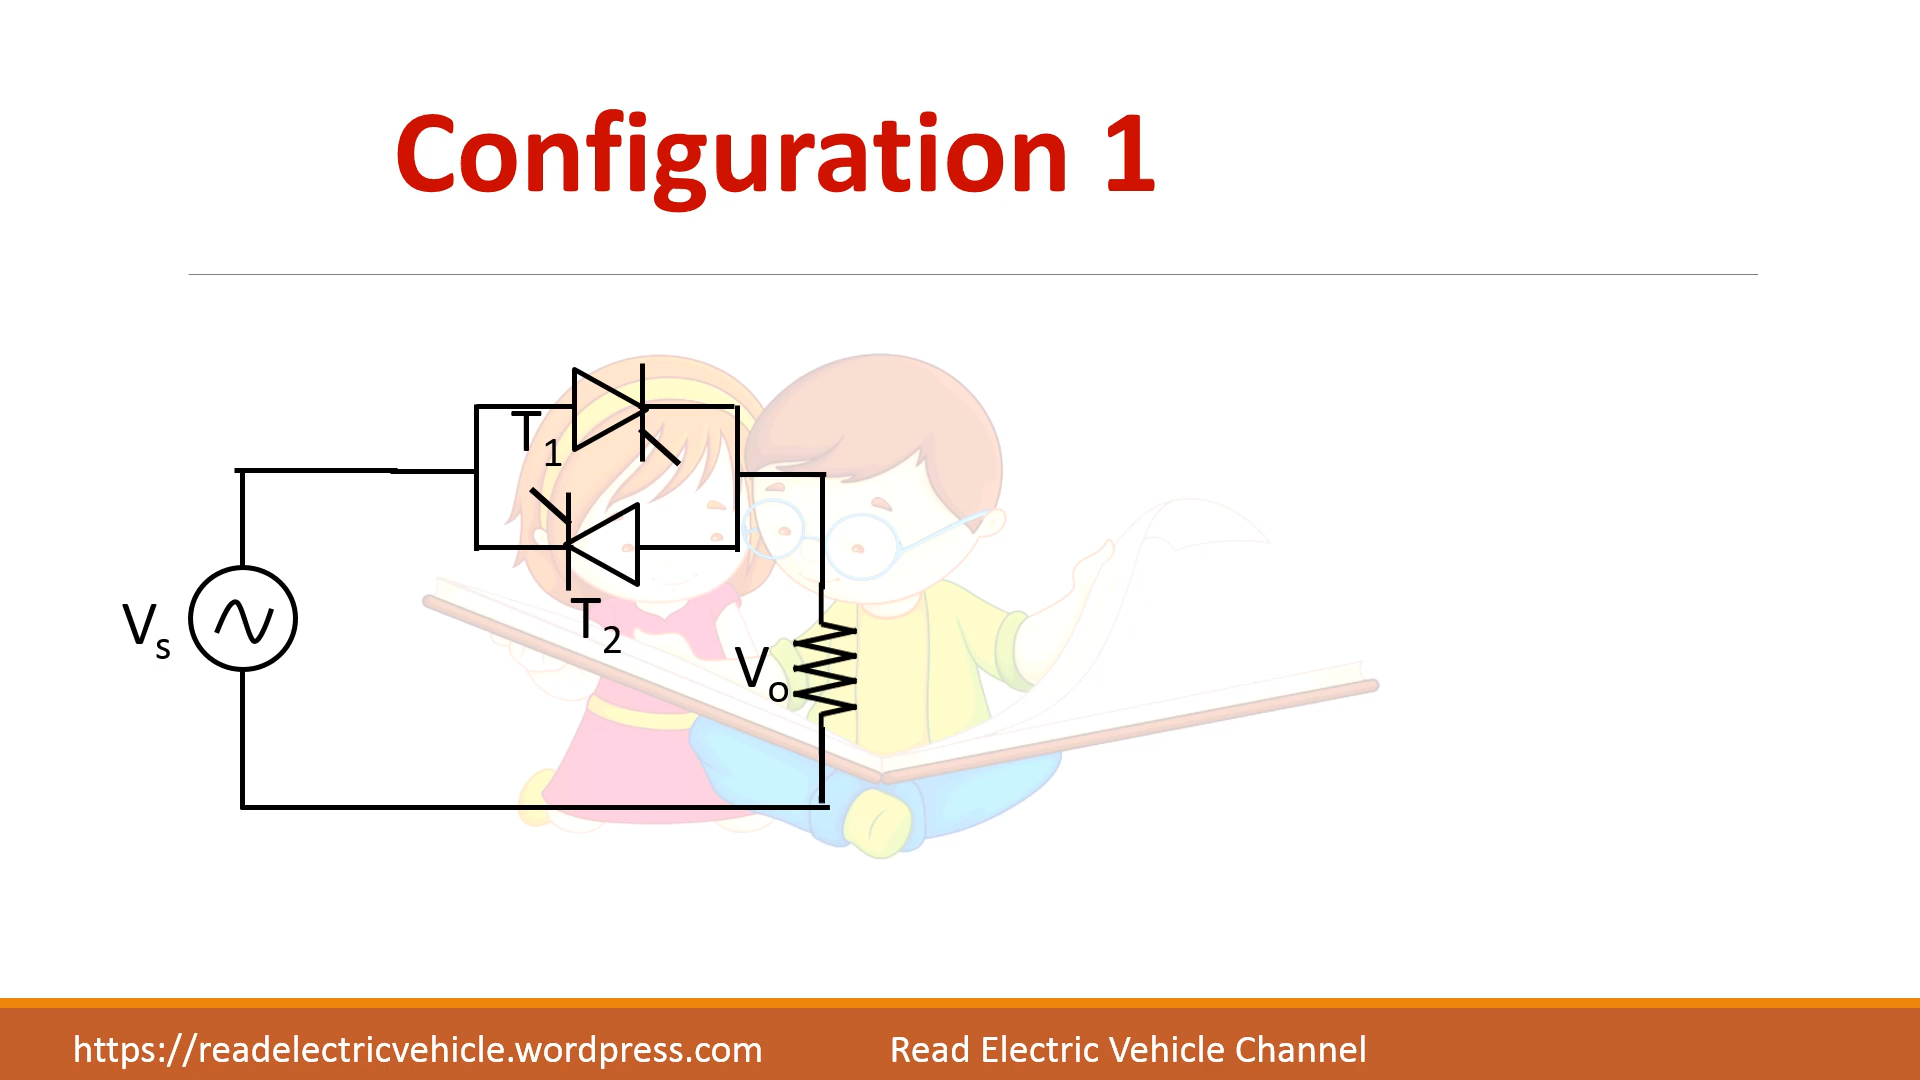 Configuration 1
T1
T2
Vs
Vo
https://readelectricvehicle.wordpress.com
Read Electric Vehicle Channel